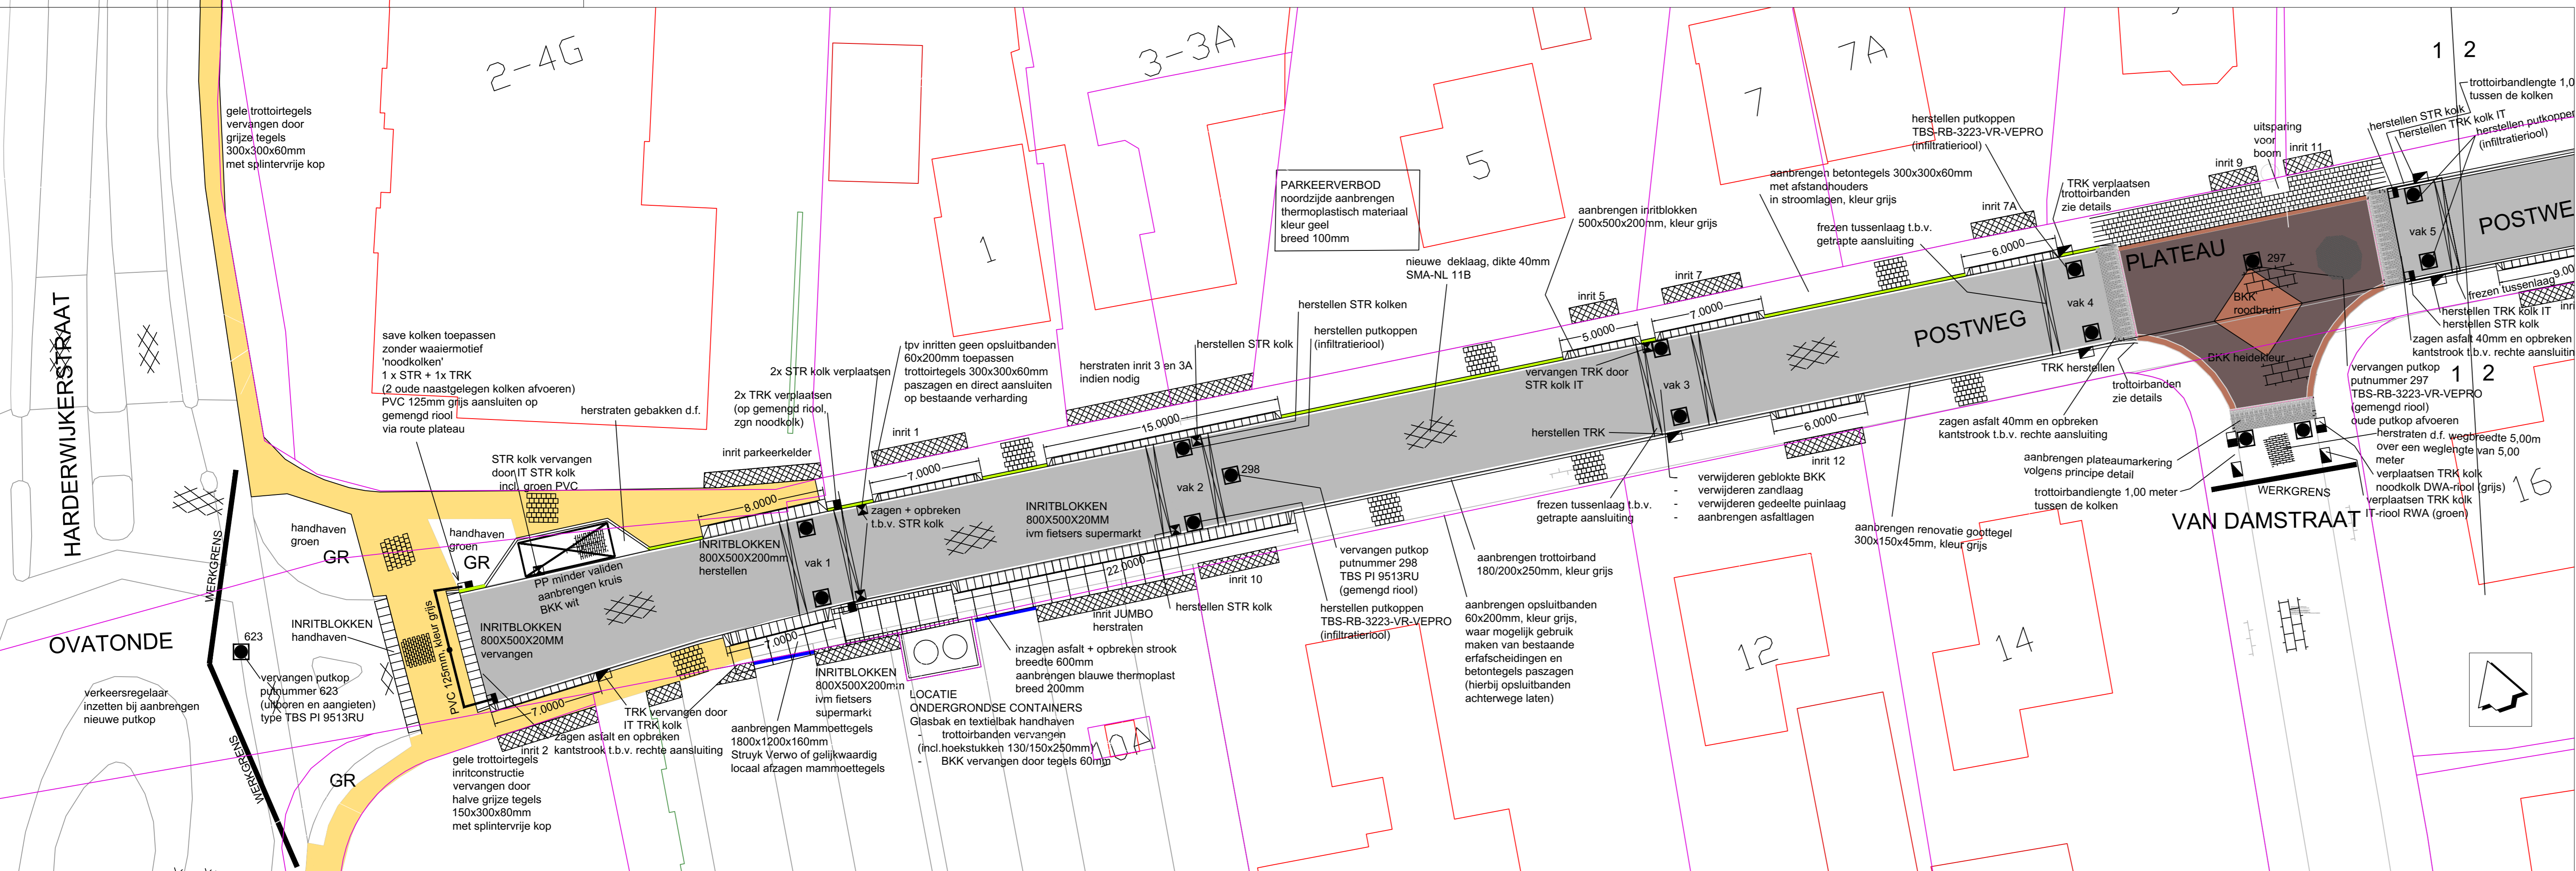 HARDERWIJKERSTRAAT
OVATONDE
gele trottoirtegels
vervangen door
grijze tegels
300x300x60mm
met splintervrije kop
2-4G
save kolken toepassen
zonder waaiermotief
'noodkolken'
1 x STR + 1x TRK
(2 oude naastgelegen kolken afvoeren)
PVC 125mm grijs aansluiten op
gemengd riool
via route plateau
herstraten gebakken d.f.
STR kolk vervangen
door IT STR kolk
incl. groen PVC
handhaven
groen
GR
handhaven
groen
GR
WERKGRENS
INRITBLOKKEN
handhaven
623
vervangen putkop
putnummer 623
(uitboren en aangieten)
type TBS PI 9513RU
verkeersregelaar
inzetten bij aanbrengen
nieuwe putkop
WERKGRENS
GR
PVC 125mm, kleur grijs
INRITBLOKKEN
800X500X20MM
vervangen
PP minder validen
aanbrengen kruis
BKK wit
7.0000
inrit 2
gele trottoirtegels
inritconstructie
vervangen door
halve grijze tegels
150x300x80mm
met splintervrije kop
zagen asfalt en opbreken
kantstrook t.b.v. rechte aansluiting
TRK vervangen door
IT TRK kolk
2x STR kolk verplaatsen
2x TRK verplaatsen
(op gemengd riool,
zgn noodkolk)
inrit parkeerkelder
8.0000
INRITBLOKKEN
800X500X200mm
herstellen
vak 1
7.0000
aanbrengen Mammoettegels
1800x1200x160mm
Struyk Verwo of gelijkwaardig
locaal afzagen mammoettegels
INRITBLOKKEN
800X500X200mm
ivm fietsers
supermarkt
1
tpv inritten geen opsluitbanden
60x200mm toepassen
trottoirtegels 300x300x60mm
paszagen en direct aansluiten
op bestaande verharding
inrit 1
7.0000
zagen + opbreken
t.b.v. STR kolk
INRITBLOKKEN
800X500X20MM
ivm fietsers supermarkt
22.0000
LOCATIE
ONDERGRONDSE CONTAINERS
Glasbak en textielbak handhaven
- trottoirbanden vervangen
(incl.hoekstukken 130/150x250mm)
- BKK vervangen door tegels 60mm
inzagen asfalt + opbreken strook
breedte 600mm
aanbrengen blauwe thermoplast
breed 200mm
inrit JUMBO
herstraten
inrit 10
10A
3-3A
herstraten inrit 3 en 3A
indien nodig
15.0000
herstellen STR kolk
herstellen STR kolken
herstellen putkoppen
(infiltratieriool)
vak 2
298
herstellen STR kolk
vervangen putkop
putnummer 298
TBS PI 9513RU
(gemengd riool)
herstellen putkoppen
TBS-RB-3223-VR-VEPRO
(infiltratieriool)
PARKEERVERBOD
noordzijde aanbrengen
thermoplastisch materiaal
kleur geel
breed 100mm
5
nieuwe deklaag, dikte 40mm
SMA-NL 11B
aanbrengen inritblokken
500x500x200mm, kleur grijs
inrit 5
5.0000
inrit 7
7.0000
vervangen TRK door
STR kolk IT
vak 3
herstellen TRK
frezen tussenlaag t.b.v.
getrapte aansluiting
aanbrengen trottoirband
180/200x250mm, kleur grijs
aanbrengen opsluitbanden
60x200mm, kleur grijs,
waar mogelijk gebruik
maken van bestaande
erfafscheidingen en
betontegels paszagen
(hierbij opsluitbanden
achterwege laten)
- verwijderen geblokte BKK
- verwijderen zandlaag
- verwijderen gedeelte puinlaag
- aanbrengen asfaltlagen
7
7A
aanbrengen betontegels 300x300x60mm
met afstandhouders
in stroomlagen, kleur grijs
herstellen putkoppen
TBS-RB-3223-VR-VEPRO
(infiltratieriool)
frezen tussenlaag t.b.v.
getrapte aansluiting
inrit 7A
6.0000
POSTWEG
6.0000
inrit 12
12
14
aanbrengen renovatie goottegel
300x150x45mm, kleur grijs
zagen asfalt 40mm en opbreken
kantstrook t.b.v. rechte aansluiting
TRK verplaatsen
trottoirbanden
zie details
vak 4
TRK herstellen
trottoirbanden
zie details
PLATEAU
297
BKK
roodbruin
BKK heidekleur
inrit 9
uitsparing
voor
boom
inrit 11
aanbrengen plateaumarkering
volgens principe detail
trottoirbandlengte 1,00 meter
tussen de kolken
WERKGRENS
VAN DAMSTRAAT
1 2
trottoirbandlengte 1,0
tussen de kolken
herstellen STR kolk
herstellen TRK kolk IT
herstellen putkoppen
(infiltratieriool)
POSTWE
vak 5
9.00
frezen tussenlaag
inri
herstellen TRK kolk IT
herstellen STR kolk
zagen asfalt 40mm en opbreken
kantstrook t.b.v. rechte aansluitin
1 2
vervangen putkop
putnummer 297
TBS-RB-3223-VR-VEPRO
(gemengd riool)
oude putkop afvoeren
herstraten d.f. wegbreedte 5,00m
over een weglengte van 5,00
meter
verplaatsen TRK kolk
noodkolk DWA-riool (grijs)
verplaatsen TRK kolk
IT-riool RWA (groen)
16